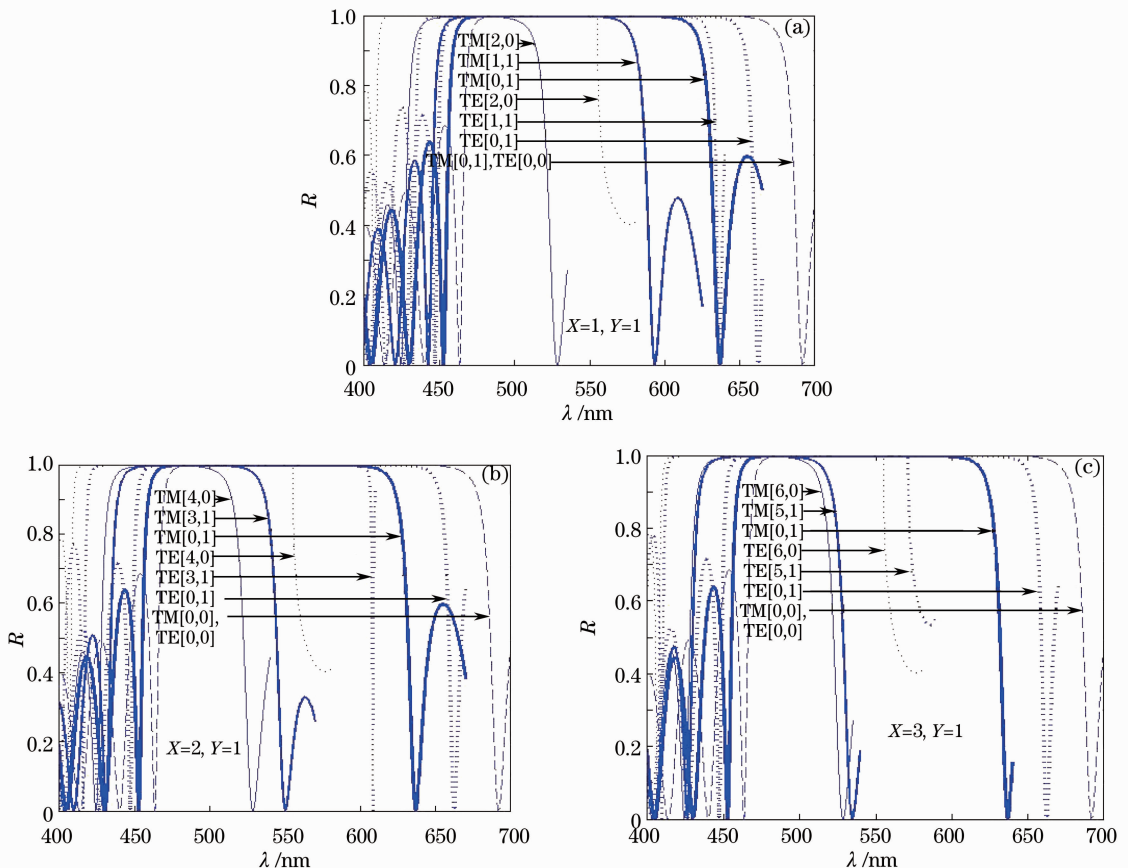 (a)
1.0
0.8
0.6
0.4
0.2
0
R
TM[2,0]
TM[1,1]
TM[0,1]
TE[2,0]
TE[1,1]
TE[0,1]
TM[0,1],TE[0,0]
X=1, Y=1
400 450 500 550 600 650 700
λ /nm
(b)
1.0
0.8
0.6
0.4
0.2
0
R
TM[4,0]
TM[3,1]
TM[0,1]
TE[4,0]
TE[3,1]
TE[0,1]
TM[0,0],
TE[0,0]
X=2, Y=1
400 450 500 550 600 650 700
λ /nm
(c)
1.0
0.8
0.6
0.4
0.2
0
R
TM[6,0]
TM[5,1]
TM[0,1]
TE[6,0]
TE[5,1]
TE[0,1]
TM[0,0],
TE[0,0]
X=3, Y=1
400 450 500 550 600 650 700
λ /nm